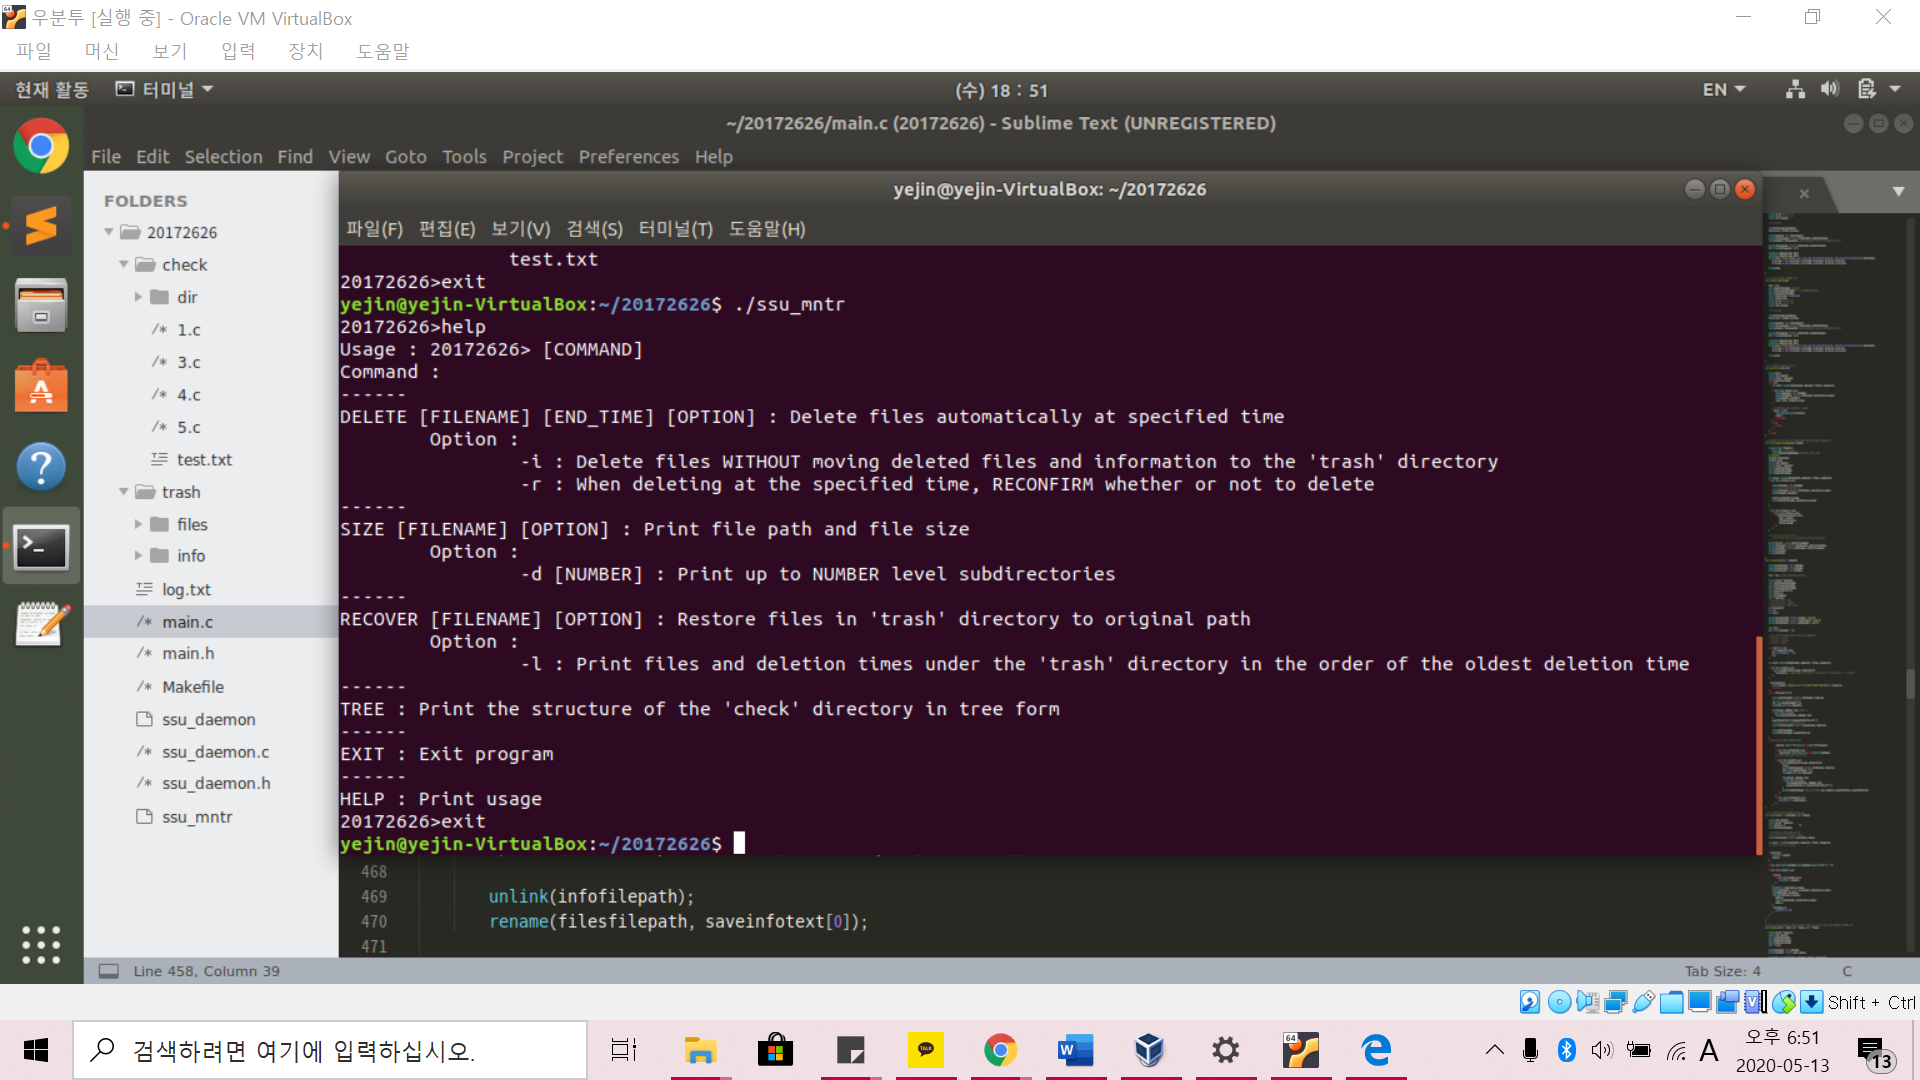 우분투 [실행 중] - Oracle VM VirtualBox
파일 머신 보기 입력 장치 도움말
현재 활동 터미널 (수) 18 : 51 EN
~/20172626/main.c (20172626) - Sublime Text (UNREGISTERED)
File Edit Selection Find View Goto Tools Project Preferences Help
FOLDERS
20172626
check
dir
/* 1.c
/* 3.c
/* 4.c
/* 5.c
test.txt
trash
files
info
log.txt
/* main.c
/* main.h
/* Makefile
ssu_daemon
/* ssu_daemon.c
/* ssu_daemon.h
ssu_mntr
yejin@yejin-VirtualBox: ~/20172626
파일(F) 편집(E) 보기(V) 검색(S) 터미널(T) 도움말(H)
test.txt
20172626>exit
yejin@yejin-VirtualBox:~/20172626$ ./ssu_mntr
20172626>help
Usage : 20172626> [COMMAND]
Command :
------
DELETE [FILENAME] [END_TIME] [OPTION] : Delete files automatically at specified time
Option :
-i : Delete files WITHOUT moving deleted files and information to the 'trash' directory
-r : When deleting at the specified time, RECONFIRM whether or not to delete
------
SIZE [FILENAME] [OPTION] : Print file path and file size
Option :
-d [NUMBER] : Print up to NUMBER level subdirectories
------
RECOVER [FILENAME] [OPTION] : Restore files in 'trash' directory to original path
Option :
-l : Print files and deletion times under the 'trash' directory in the order of the oldest deletion time
------
TREE : Print the structure of the 'check' directory in tree form
------
EXIT : Exit program
------
HELP : Print usage
20172626>exit
yejin@yejin-VirtualBox:~/20172626$
468
469 unlink(infofilepath);
470 rename(filesfilepath, saveinfotext[0]);
471
Line 458, Column 39 Tab Size: 4 C
Shift + Ctrl
검색하려면 여기에 입력하십시오.
TALK
W
64
A
오후 6:51
2020-05-13
13